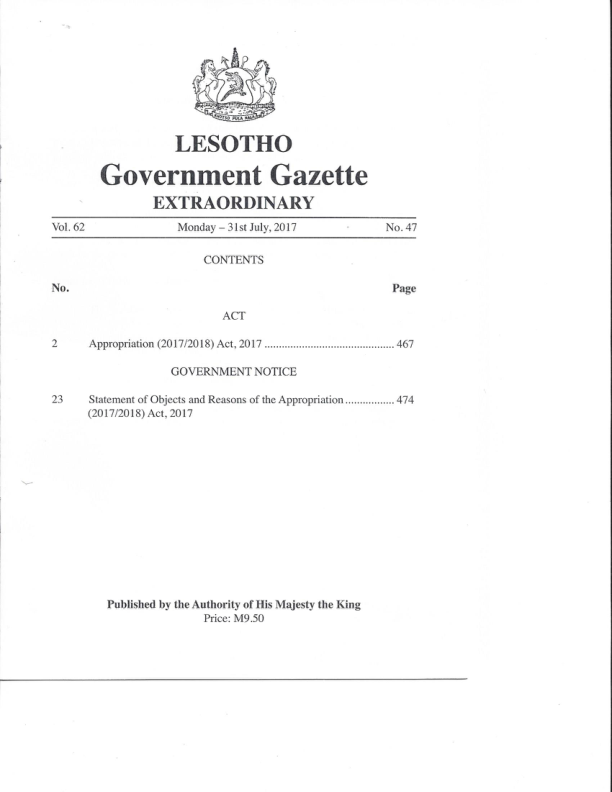 KHOTSO PULA NALA
LESOTHO
Government Gazette
EXTRAORDINARY
Vol. 62 Monday – 31st July, 2017 No. 47
CONTENTS
No. Page
ACT
2 Appropriation (2017/2018) Act, 2017 ............................................. 467
GOVERNMENT NOTICE
23 Statement of Objects and Reasons of the Appropriation ................. 474
(2017/2018) Act, 2017
Published by the Authority of His Majesty the King
Price: M9.50